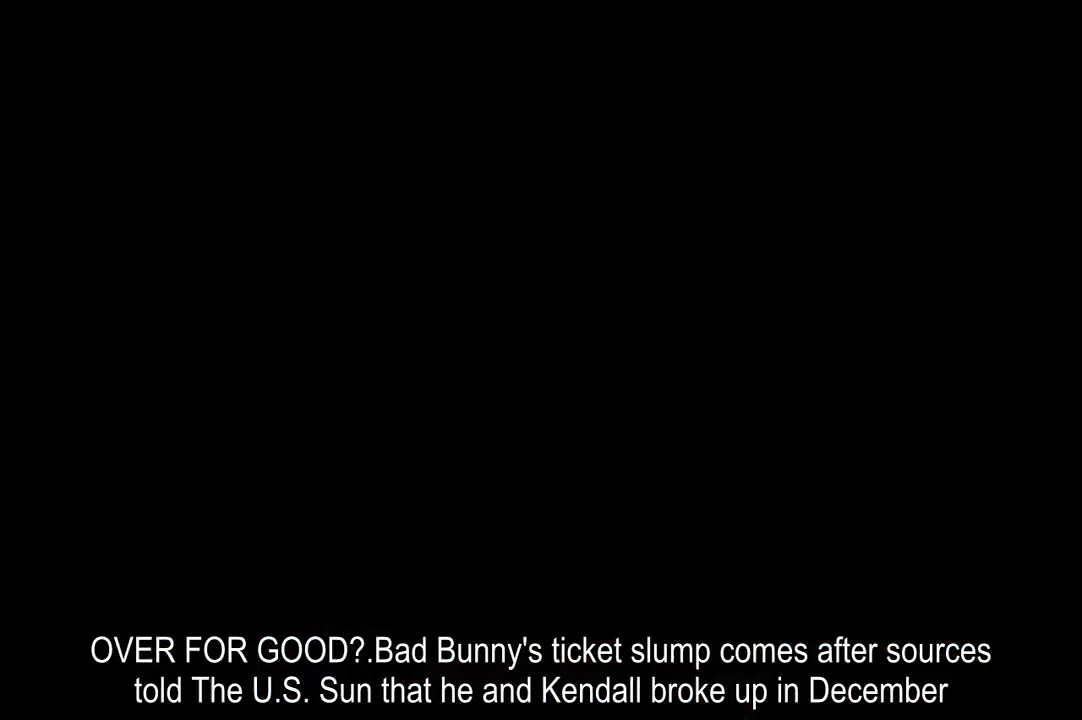 OVER FOR GOOD?.Bad Bunny's ticket slump comes after sources
told The U.S. Sun that he and Kendall broke up in December